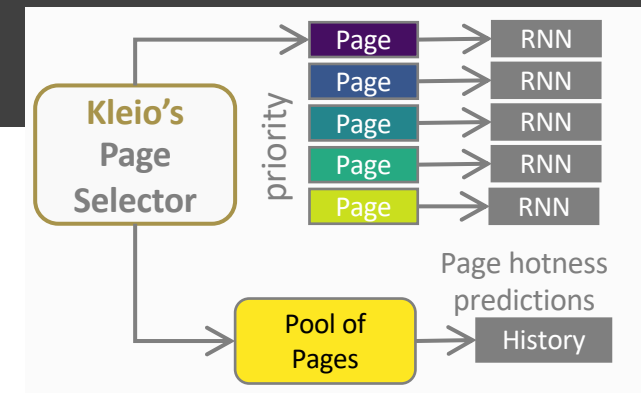 Kleio's
Page
Selector
priority
Page
RNN
Page
RNN
Page
RNN
Page
RNN
Page
RNN
Page hotness
predictions
Pool of
Pages
History